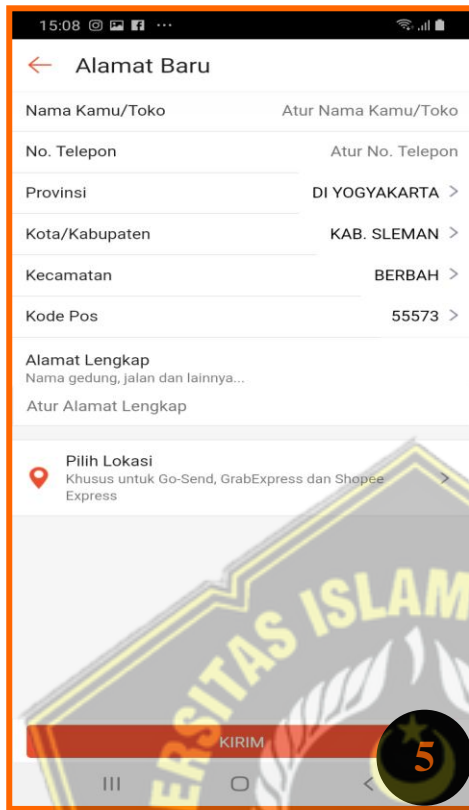 15:08
Alamat Baru
Nama Kamu/Toko Atur Nama Kamu/Toko
No. Telepon Atur No. Telepon
Provinsi DI YOGYAKARTA >
Kota/Kabupaten KAB. SLEMAN >
Kecamatan BERBAH >
Kode Pos 55573 >
Alamat Lengkap
Nama gedung, jalan dan lainnya...
Atur Alamat Lengkap
Pilih Lokasi
Khusus untuk Go-Send, GrabExpress dan Shopee
Express
ERSITAS ISLAM
KIRIM
5